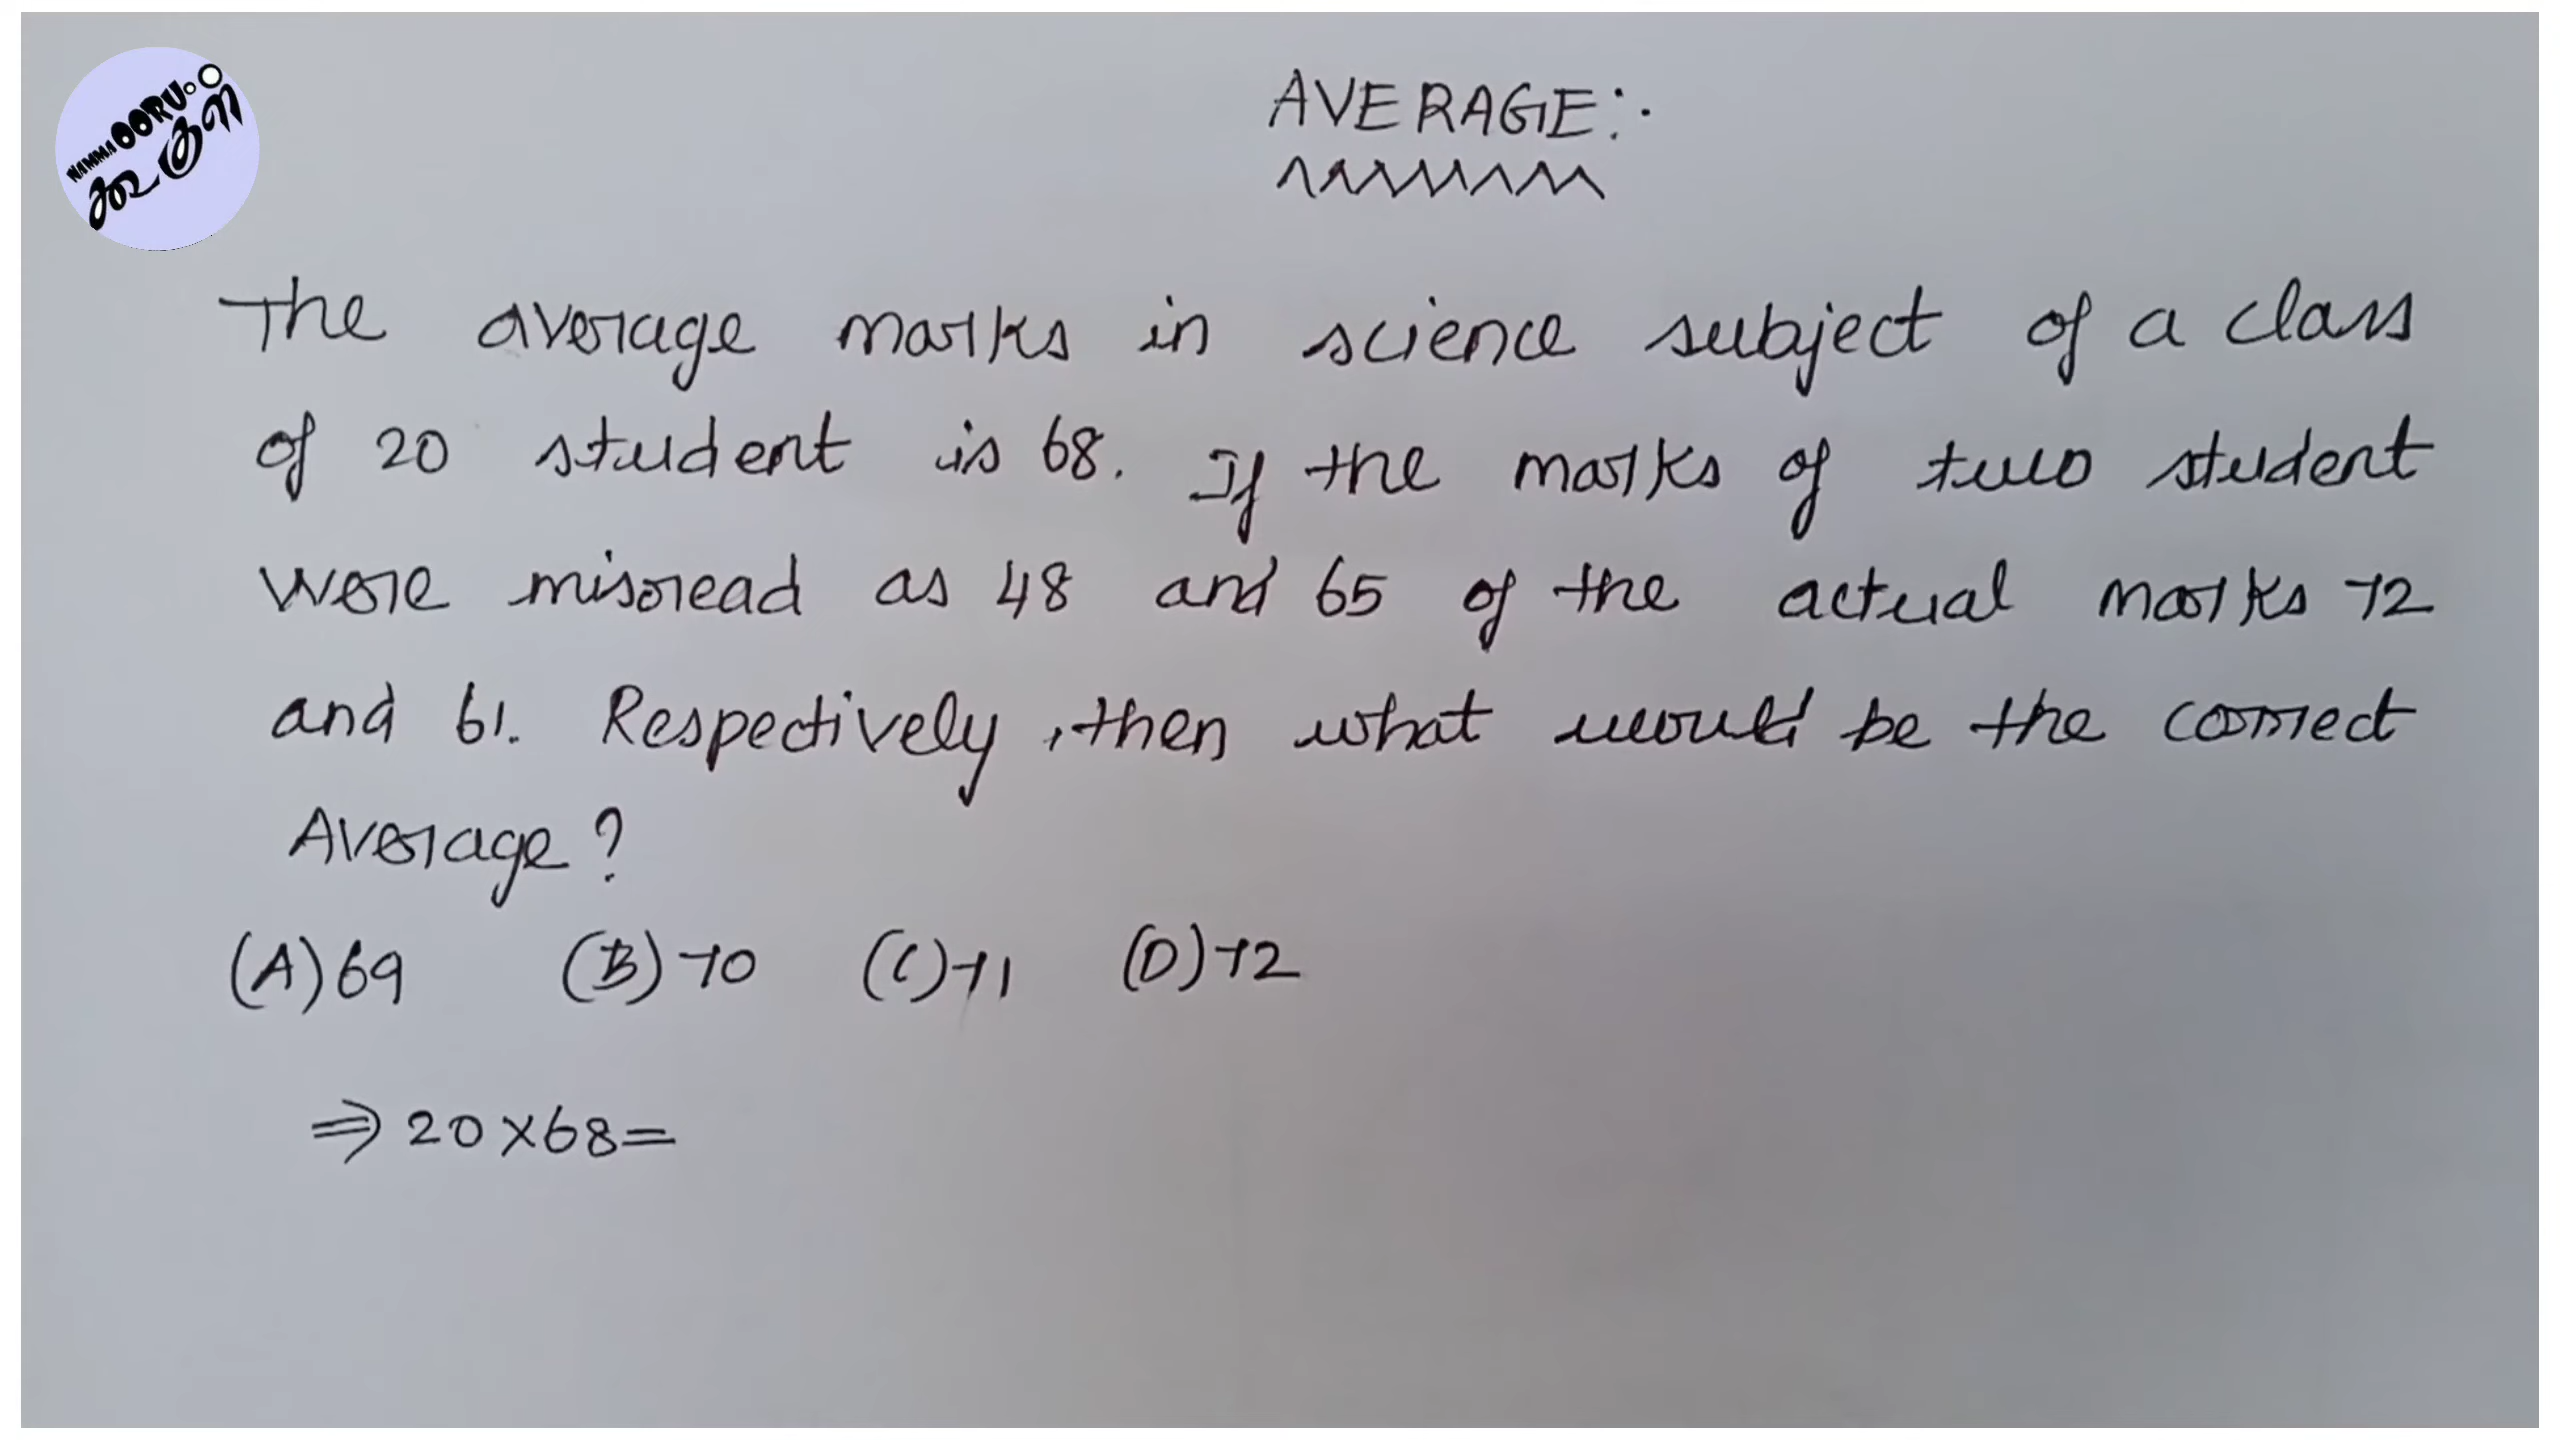 NAMMA OORU
AVERAGE:-
The average marks in science subject of a class
of 20 student is 68. If the marks of two student
were misread as 48 and 65 of the actual marks 72
and 61. Respectively, then what would be the correct
Average?
(A) 69 (B) 70 (C) 71 (D) 72
⇒ 20 × 68 =